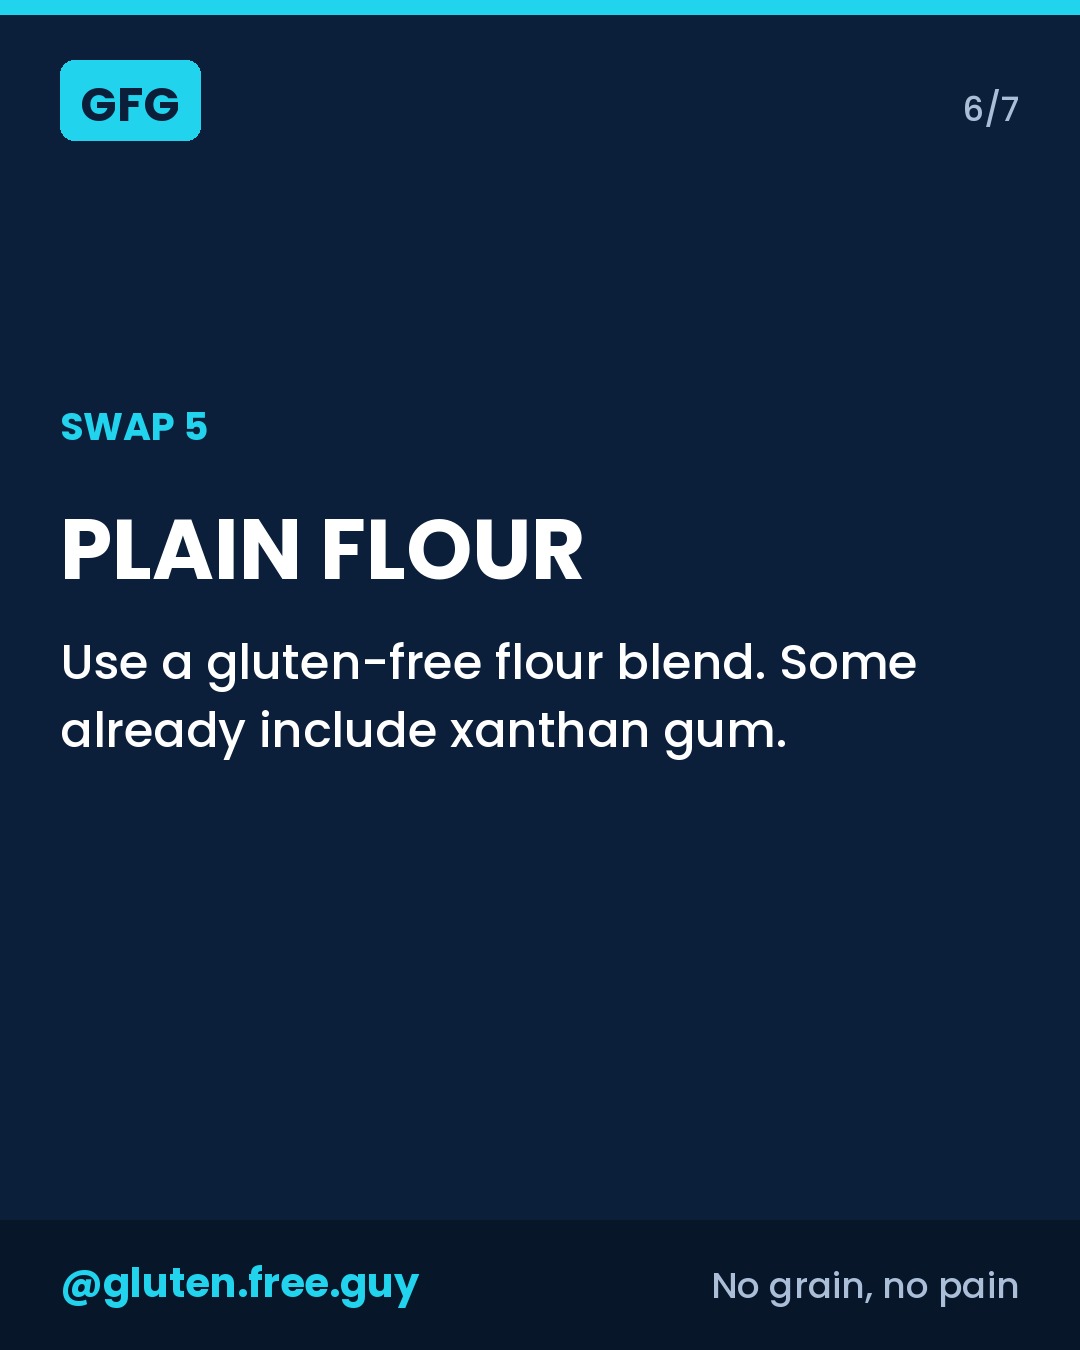 GFG
6/7
SWAP 5
PLAIN FLOUR
Use a gluten-free flour blend. Some
already include xanthan gum.
@gluten.free.guy
No grain, no pain